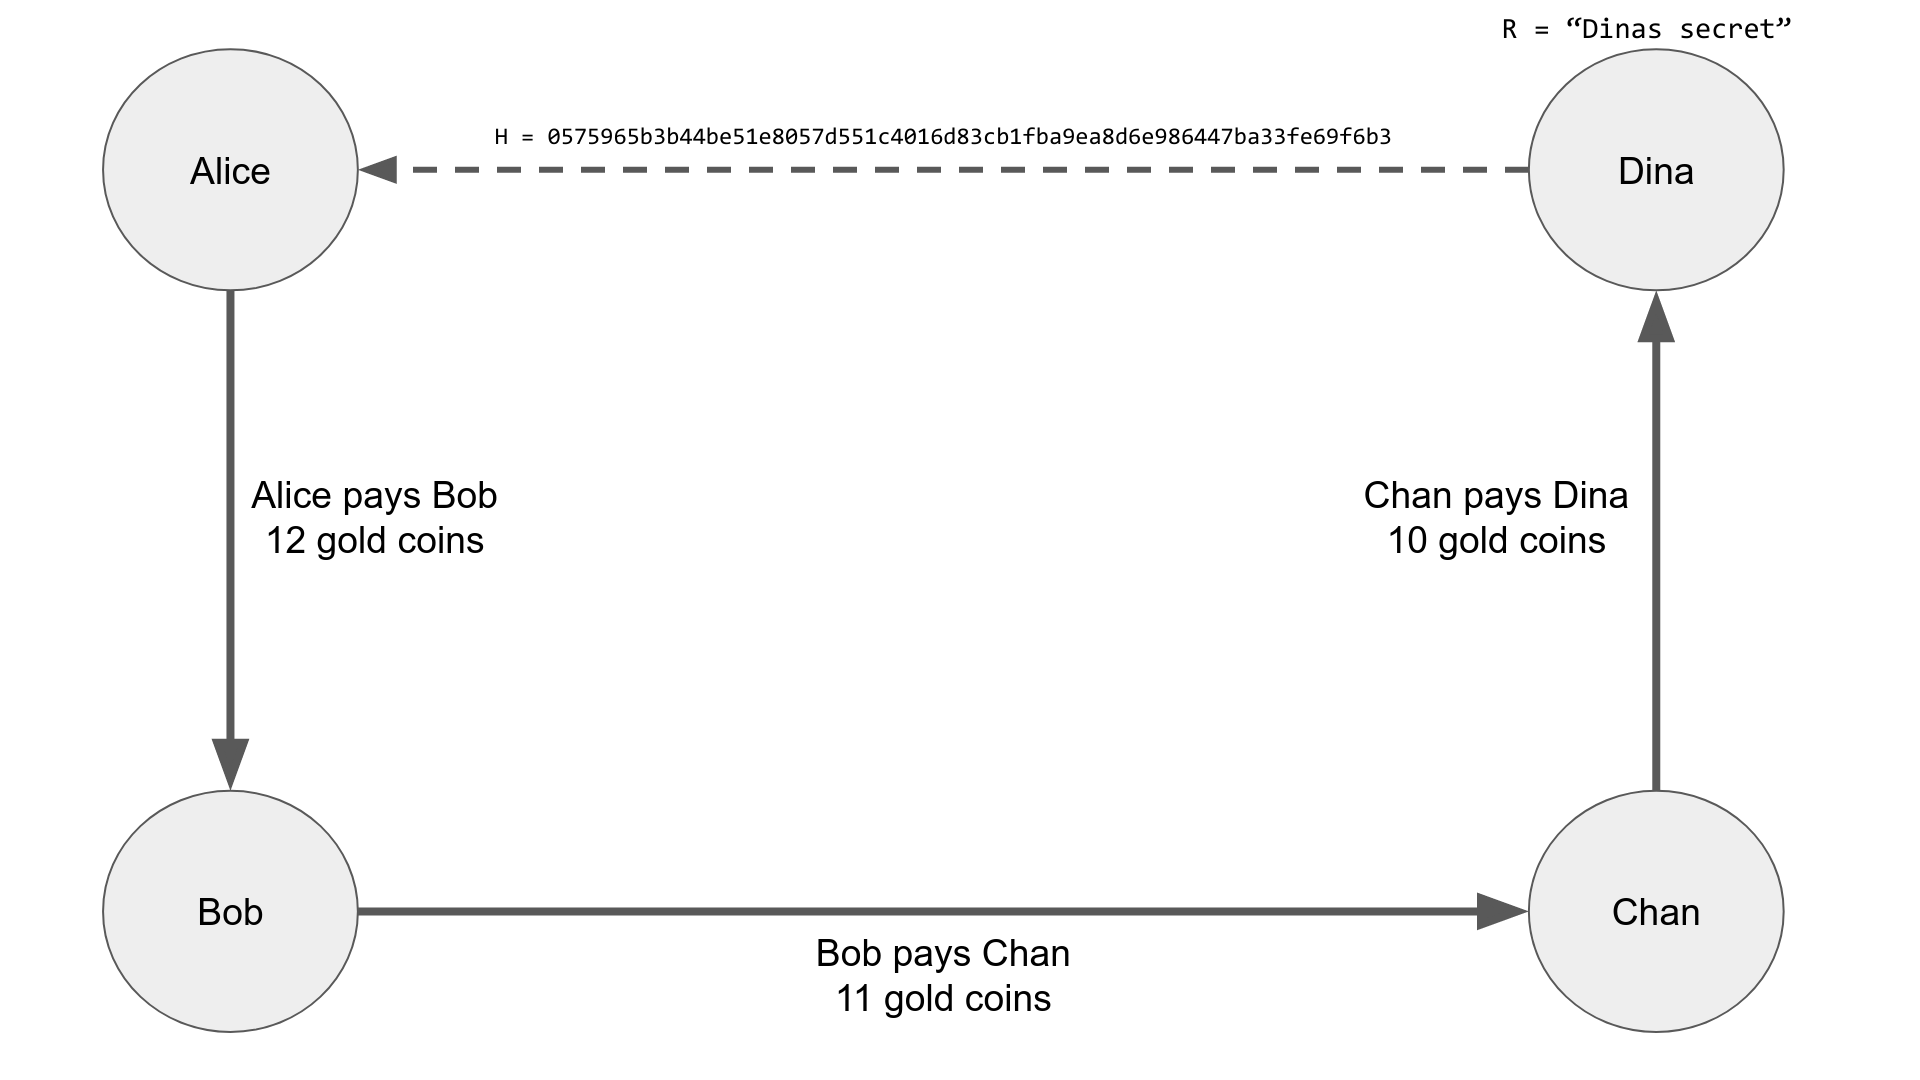 R = “Dinas secret”
H = 0575965b3b44be51e8057d551c4016d83cb1fba9ea8d6e986447ba33fe69f6b3
Alice
Dina
Alice pays Bob
12 gold coins
Chan pays Dina
10 gold coins
Bob
Chan
Bob pays Chan
11 gold coins